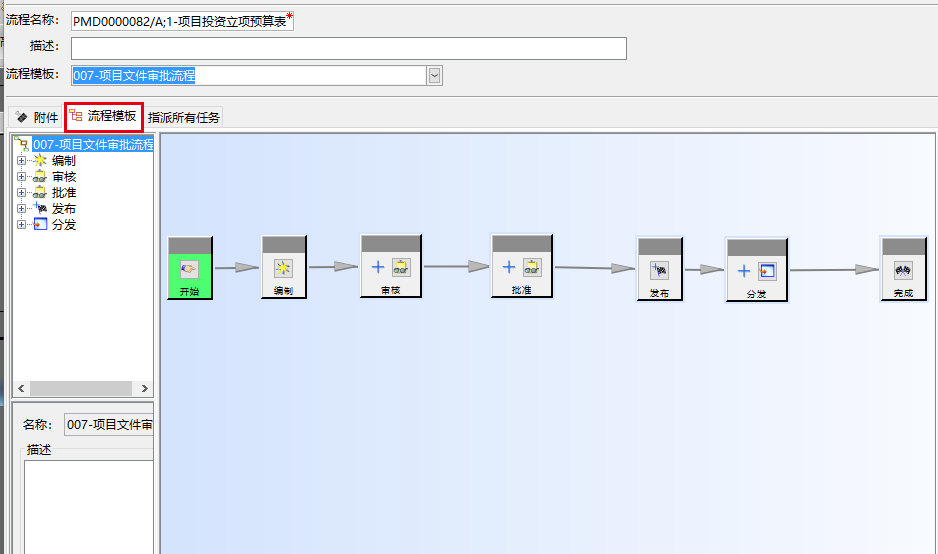 流程名称： PMD0000082/A;1-项目投资立项预算表*
描述：
流程模板： 007-项目文件审批流程
附件 流程模板 指派所有任务
007-项目文件审批流程
编制
审核
批准
发布
分发
开始 编制 审核 批准 发布 分发 完成
名称： 007-项目文件审
描述